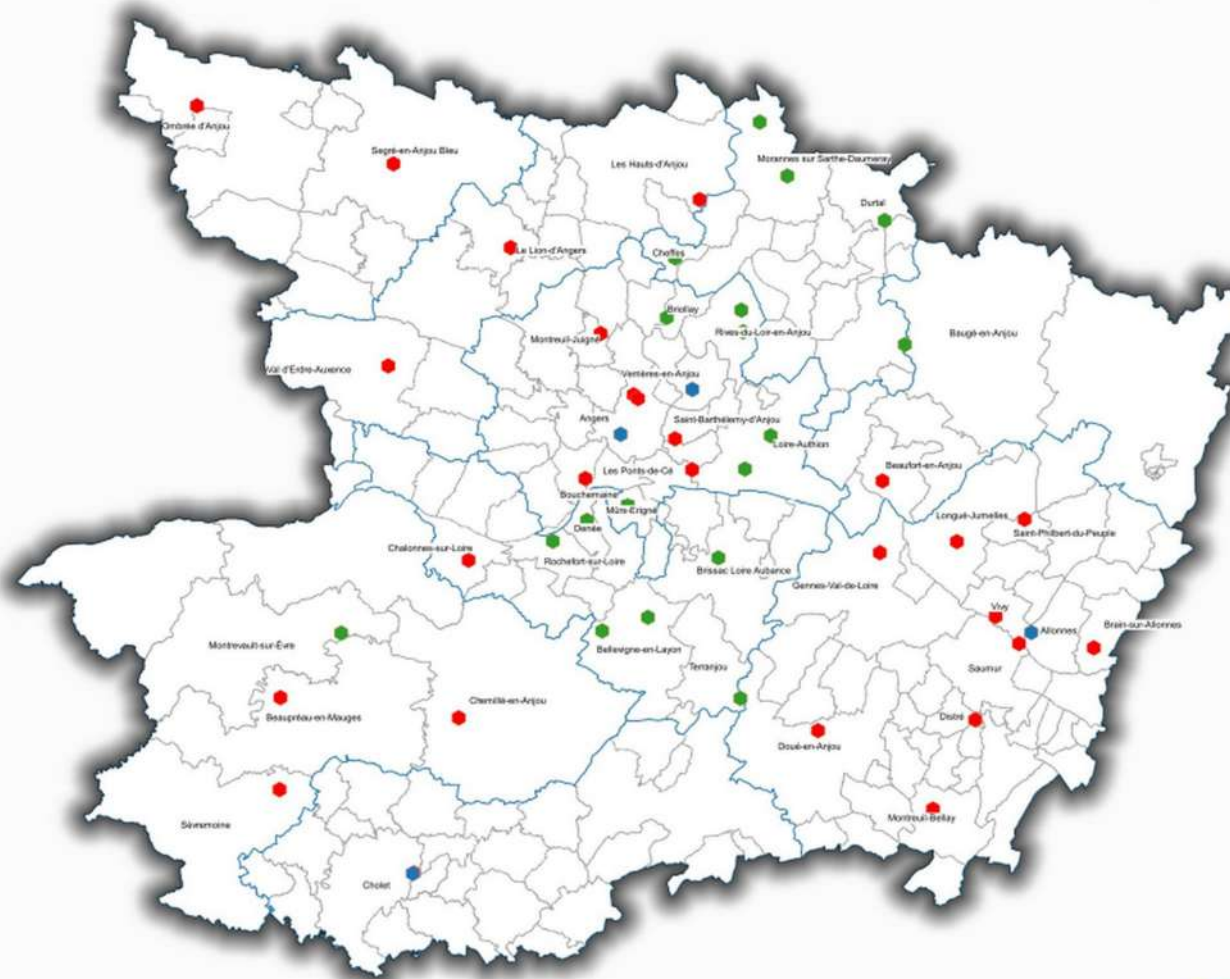 Ombrée d'Anjou
Segré-en-Anjou Bleu
Les Hauts-d'Anjou
Morannes sur Sarthe-Daumeray
Durtal
Le Lion-d'Angers
Cheffes
Briollay
Rives-du-Loir-en-Anjou
Baugé-en-Anjou
Montreuil-Juigné
Val d'Erdre-Auxence
Verrières-en-Anjou
Angers
Saint-Barthélemy-d'Anjou
Loire-Authion
Les Ponts-de-Cé
Beaufort-en-Anjou
Bouchemaine
Mûrs-Erigné
Longué-Jumelles
Denée
Saint-Philbert-du-Peuple
Chalonnes-sur-Loire
Rochefort-sur-Loire
Brissac Loire Aubance
Gennes-Val-de-Loire
Vivy
Brain-sur-Allonnes
Allonnes
Montrevault-sur-Èvre
Bellevigne-en-Layon
Terranjou
Saumur
Chemillé-en-Anjou
Beaupréau-en-Mauges
Distré
Doué-en-Anjou
Montreuil-Bellay
Sèvremoine
Cholet